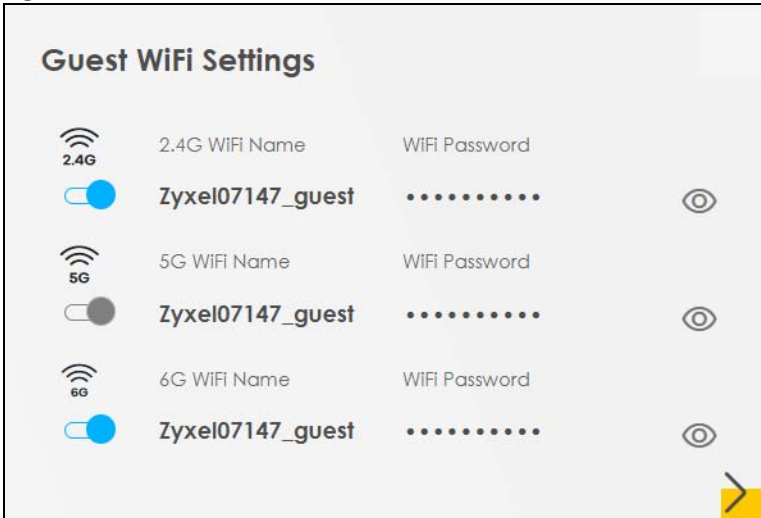 Guest WiFi Settings
2.4G WiFi Name WiFi Password
2.4G
Zyxel07147_guest ••••••••••
5G WiFi Name WiFi Password
5G
Zyxel07147_guest ••••••••••
6G WiFi Name WiFi Password
6G
Zyxel07147_guest ••••••••••